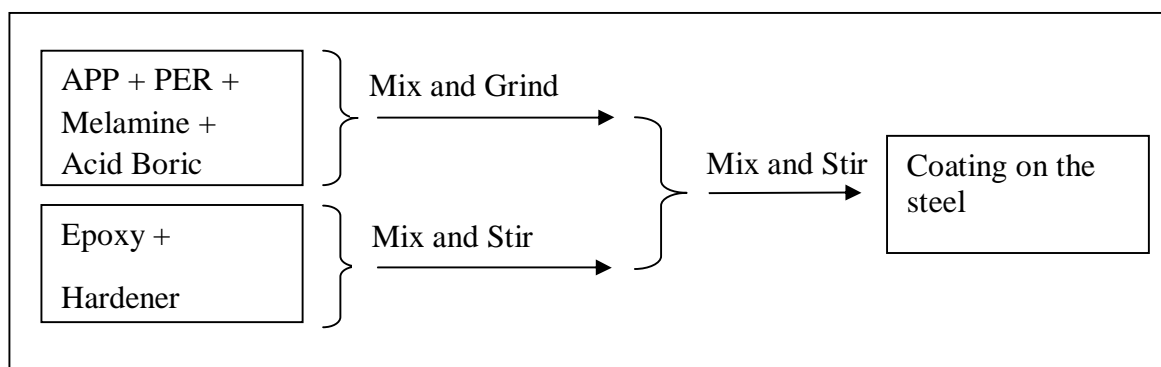 APP + PER +
Melamine +
Acid Boric
Mix and Grind
Epoxy +
Hardener
Mix and Stir
Mix and Stir
Coating on the
steel